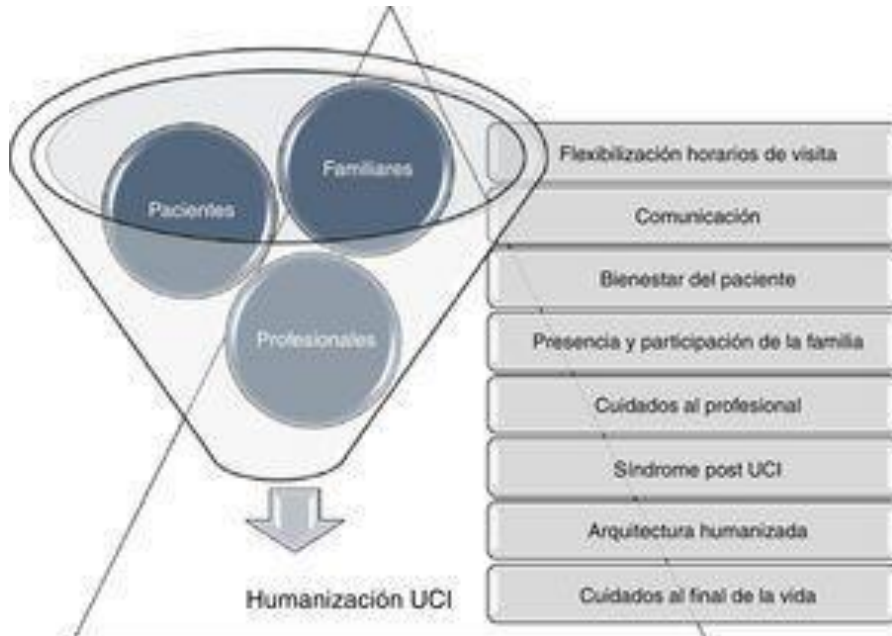 Familiares
Pacientes
Profesionales
Humanización UCI
Flexibilización horarios de visita
Comunicación
Bienestar del paciente
Presencia y participación de la familia
Cuidados al profesional
Síndrome post UCI
Arquitectura humanizada
Cuidados al final de la vida